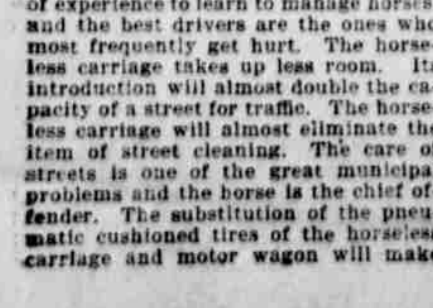 of experience to learn to manage horses
and the best drivers are the ones who
most frequently get hurt. The horse-
less carriage takes up less room. Its
introduction will almost double the ca-
pacity of a street for traffic. The horse-
less carriage will almost eliminate the
item of street cleaning. The care of
streets is one of the great municipal
problems and the horse is the chief of-
fender. The substitution of the pneu-
matic cushioned tires of the horseless
carriage and motor wagon will make